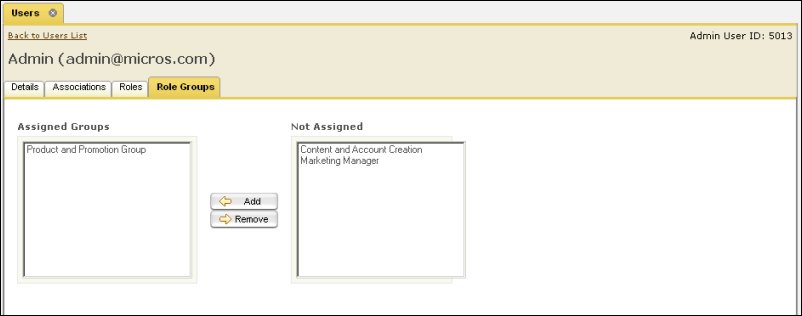 Users
Back to Users List
Admin User ID: 5013
Admin (admin@micros.com)
Details
Associations
Roles
Role Groups
Assigned Groups
Not Assigned
Product and Promotion Group
Content and Account Creation
Marketing Manager
Add
Remove